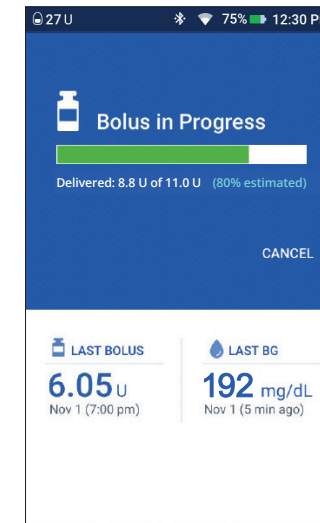 27 U 75% 12:30 P
Bolus in Progress
Delivered: 8.8 U of 11.0 U (80% estimated)
CANCEL
LAST BOLUS LAST BG
6.05 U 192 mg/dL
Nov 1 (7:00 pm) Nov 1 (5 min ago)